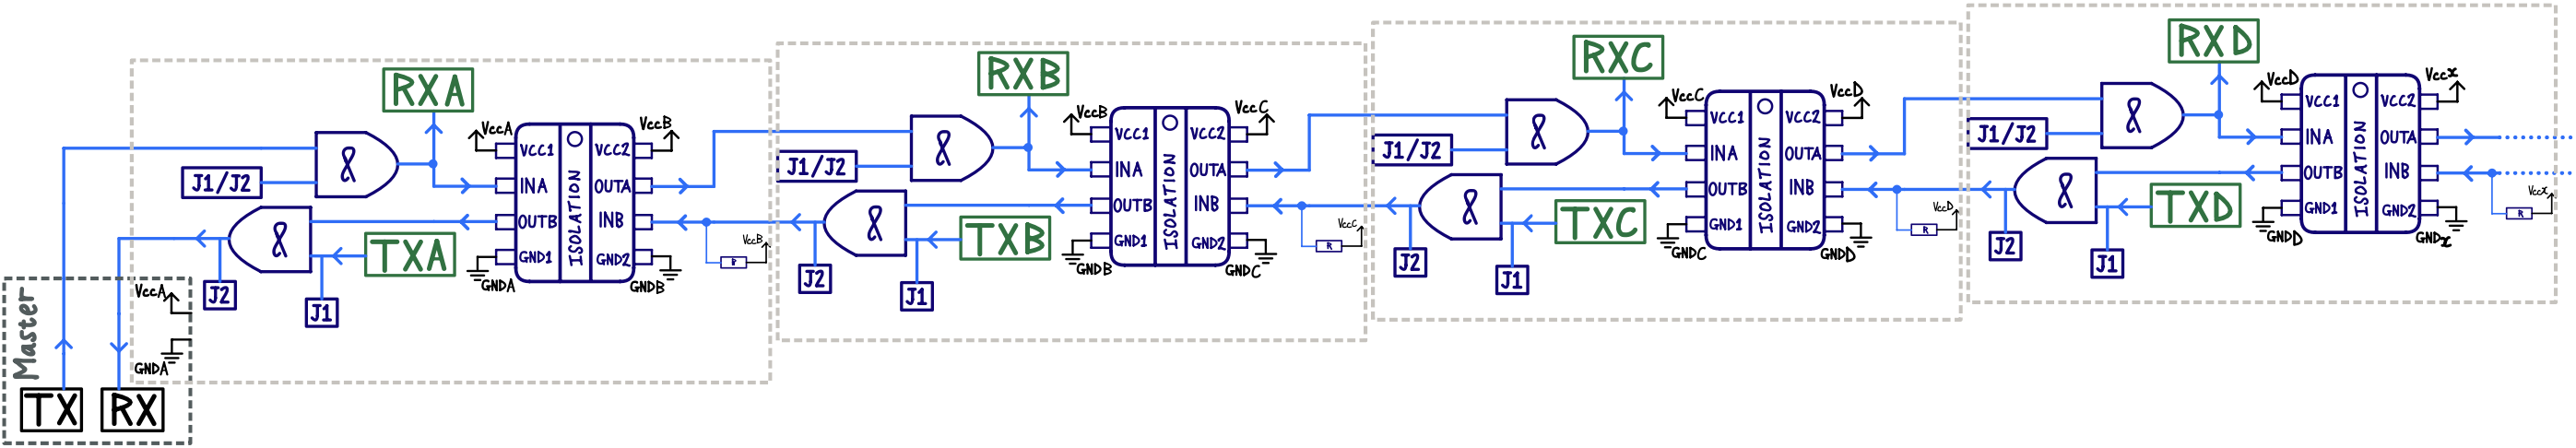 RXA
VccA
VccB
VCC1
VCC2
&
INA
OUTA
J1/J2
ISOLATION
OUTB
INB
&
TXA
GND1
GND2
VccB
R
GNDA
GNDB
J2
J1
Master
VccA
GNDA
TX
RX
RXB
VccB
VccC
VCC1
VCC2
&
INA
OUTA
J1/J2
ISOLATION
OUTB
INB
&
TXB
GND1
GND2
VccC
R
GNDB
GNDC
J2
J1
RXC
VccC
VccD
VCC1
VCC2
&
INA
OUTA
J1/J2
ISOLATION
OUTB
INB
&
TXC
GND1
GND2
VccD
R
GNDC
GNDD
J2
J1
RXD
VccD
Vccx
VCC1
VCC2
&
INA
OUTA
J1/J2
ISOLATION
OUTB
INB
&
TXD
GND1
GND2
Vccx
R
GNDD
GNDx
J2
J1